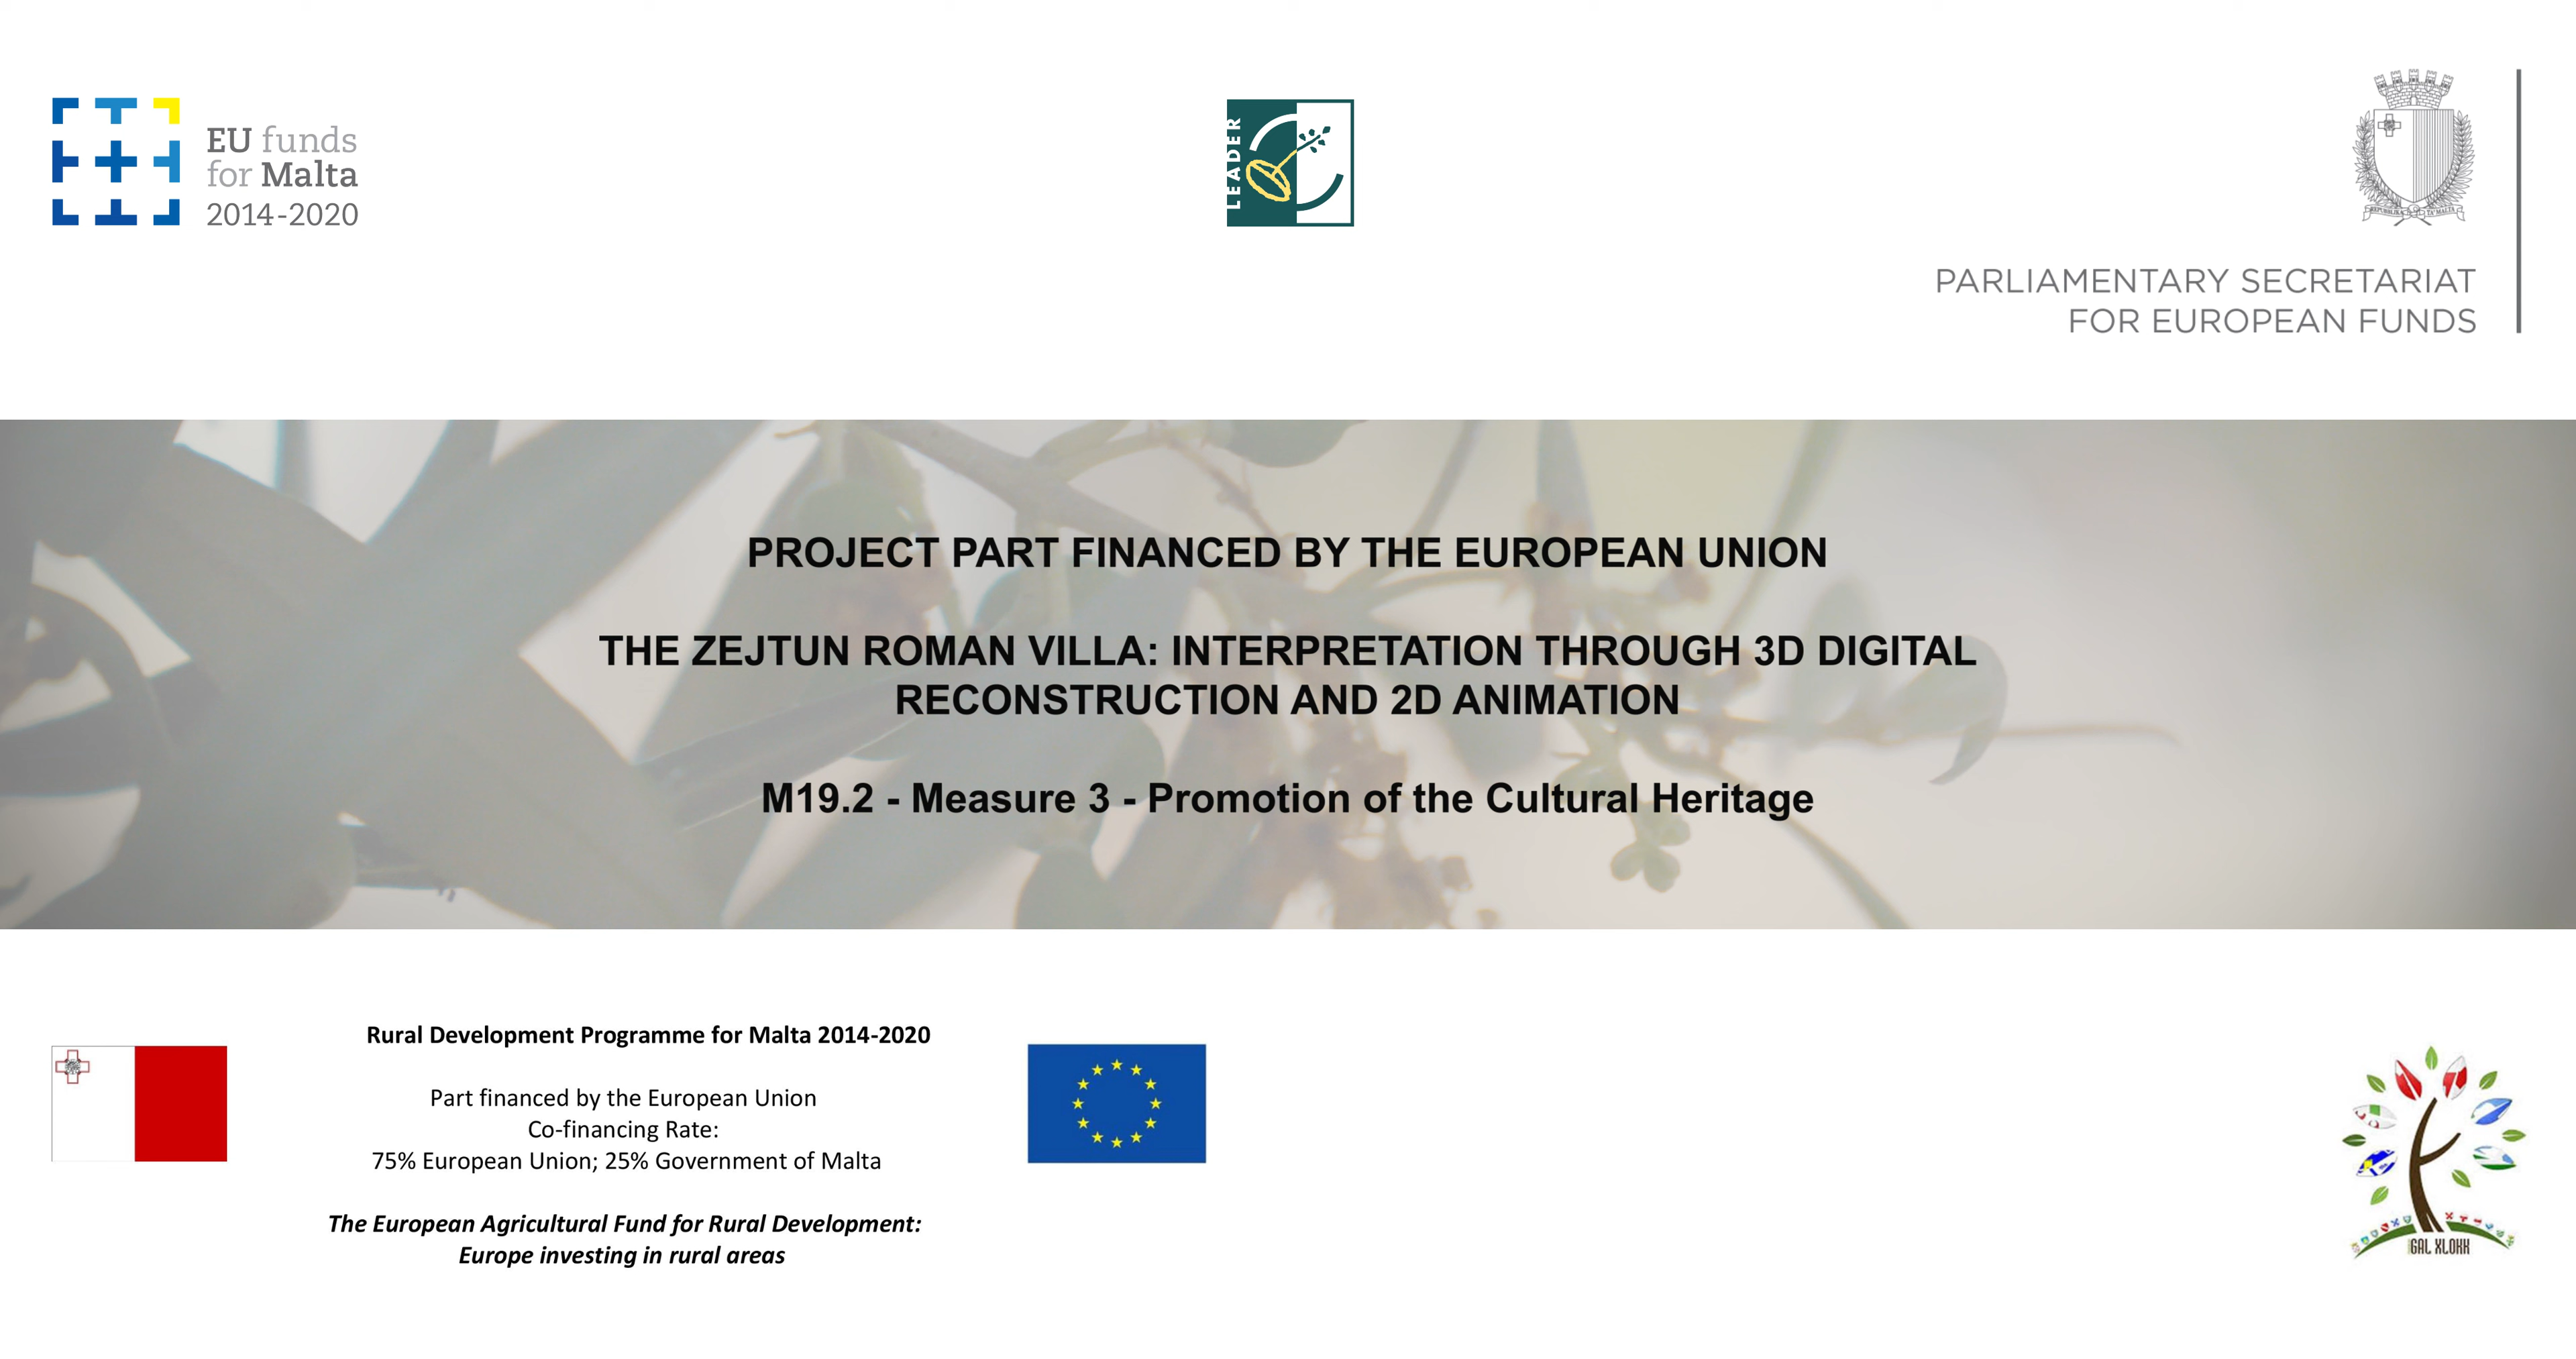 EU funds
for Malta
2014-2020
LEADER
REPUBBLIKA TA' MALTA
PARLIAMENTARY SECRETARIAT
FOR EUROPEAN FUNDS
PROJECT PART FINANCED BY THE EUROPEAN UNION
THE ZEJTUN ROMAN VILLA: INTERPRETATION THROUGH 3D DIGITAL
RECONSTRUCTION AND 2D ANIMATION
M19.2 - Measure 3 - Promotion of the Cultural Heritage
Rural Development Programme for Malta 2014-2020
Part financed by the European Union
Co-financing Rate:
75% European Union; 25% Government of Malta
The European Agricultural Fund for Rural Development:
Europe investing in rural areas
GAL XLOKK